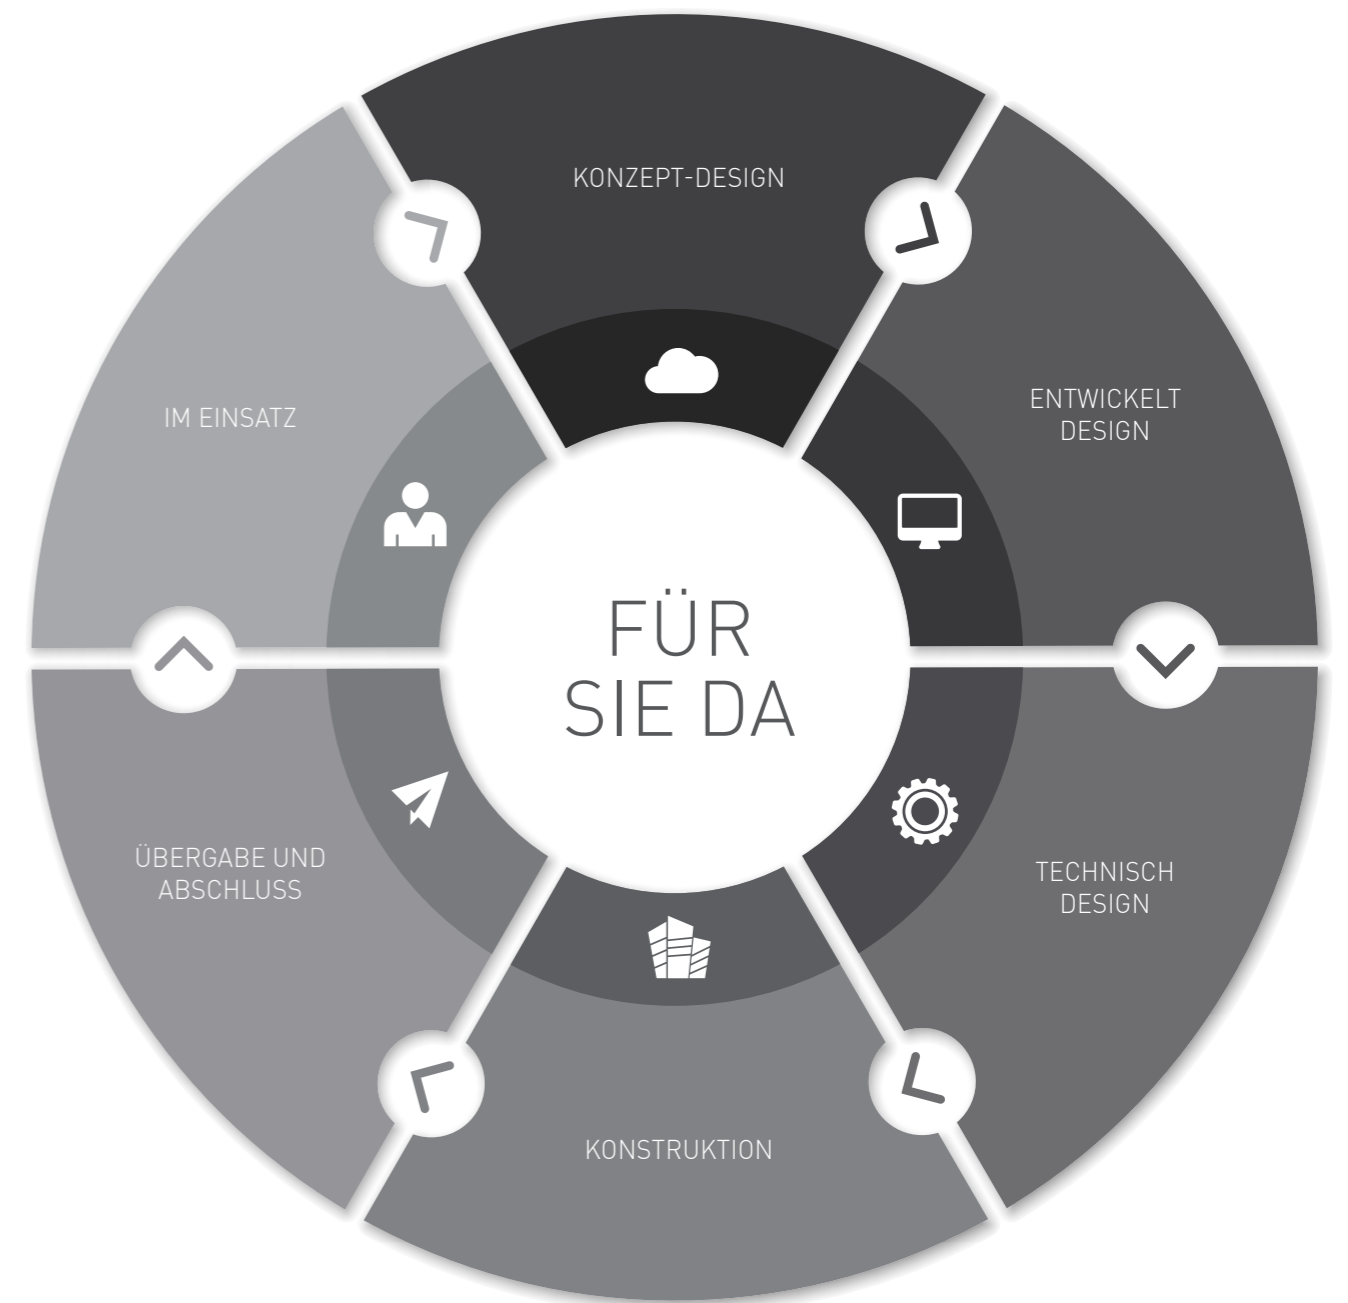 KONZEPT-DESIGN
ENTWICKELT
DESIGN
TECHNISCH
DESIGN
KONSTRUKTION
ÜBERGABE UND
ABSCHLUSS
IM EINSATZ
FÜR
SIE DA